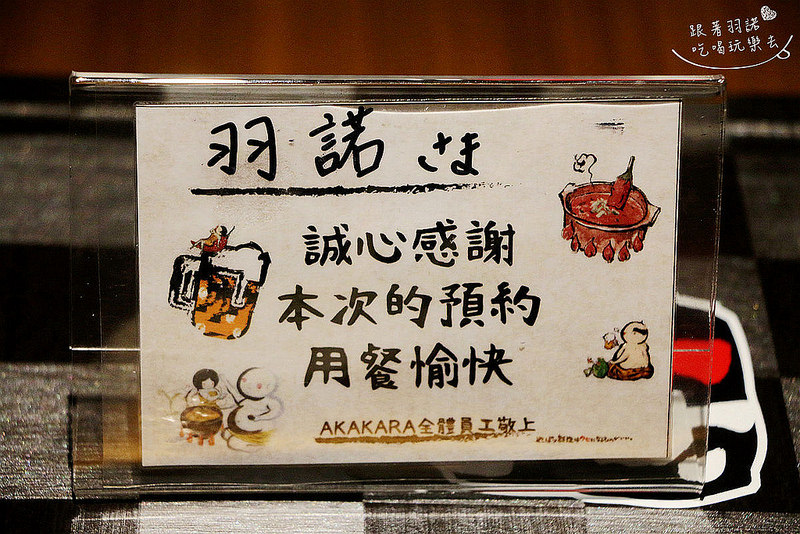 跟著羽諾
吃喝玩樂去
羽諾 さま
誠心感謝
本次的預約
用餐愉快
AKAKARA全體員工敬上